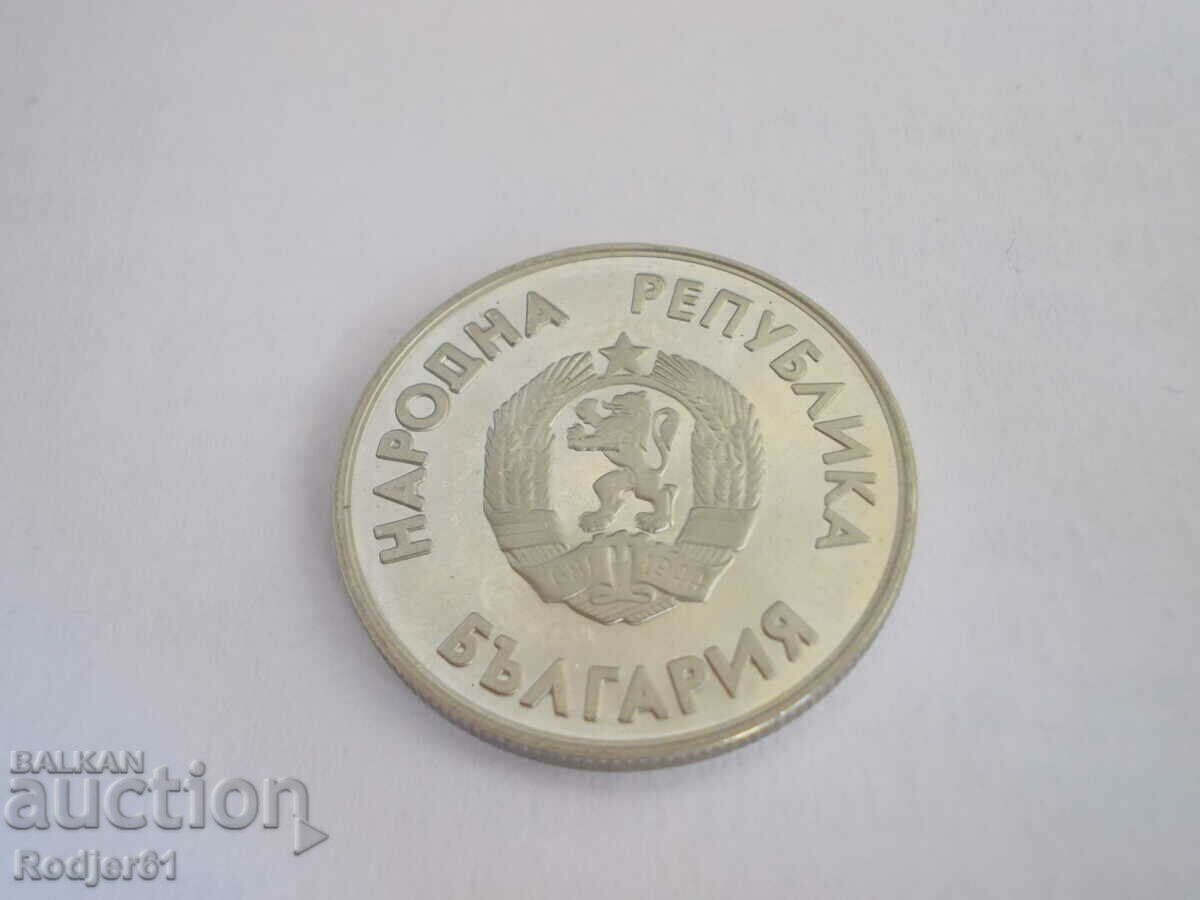 НАРОДНА РЕПУБЛИКА
БЪЛГАРИЯ
681 1944
BALKAN
auction
Rodjer61